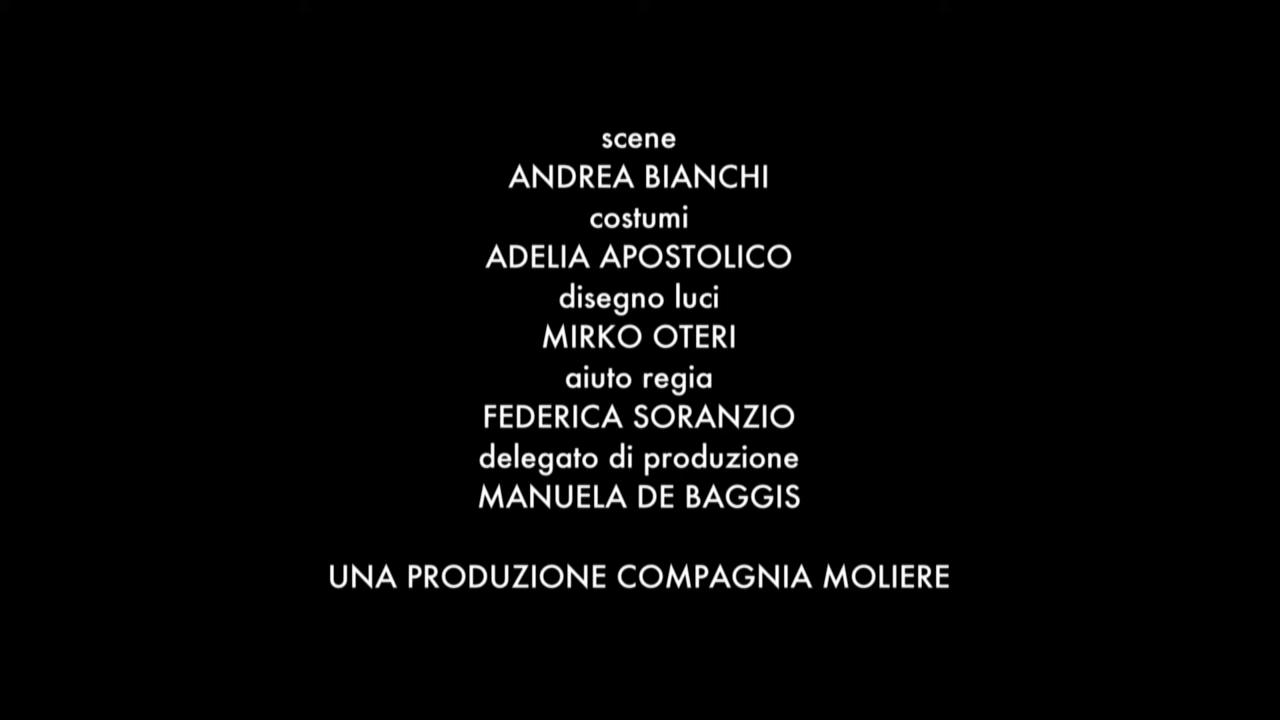 scene
ANDREA BIANCHI
costumi
ADELIA APOSTOLICO
disegno luci
MIRKO OTERI
aiuto regia
FEDERICA SORANZIO
delegato di produzione
MANUELA DE BAGGIS
UNA PRODUZIONE COMPAGNIA MOLIERE